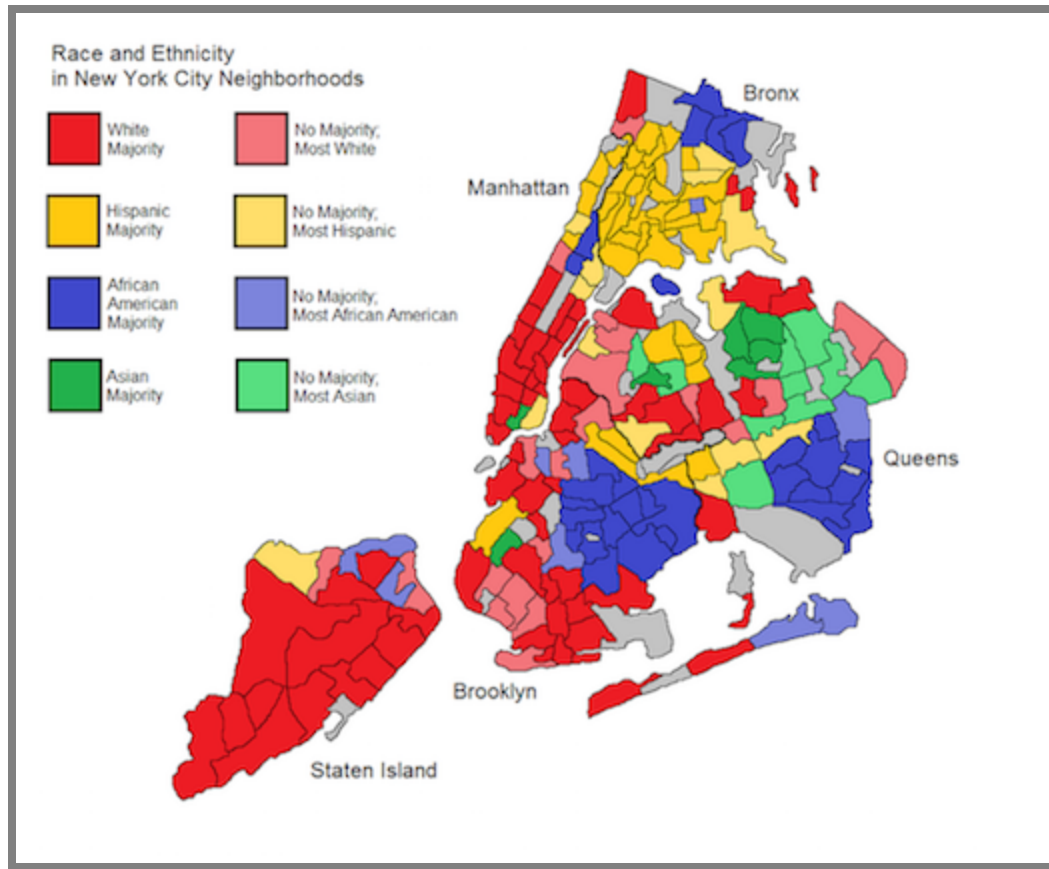 Race and Ethnicity
in New York City Neighborhoods
White
Majority
No Majority;
Most White
Hispanic
Majority
No Majority;
Most Hispanic
African
American
Majority
No Majority;
Most African American
Asian
Majority
No Majority;
Most Asian
Bronx
Manhattan
Queens
Brooklyn
Staten Island